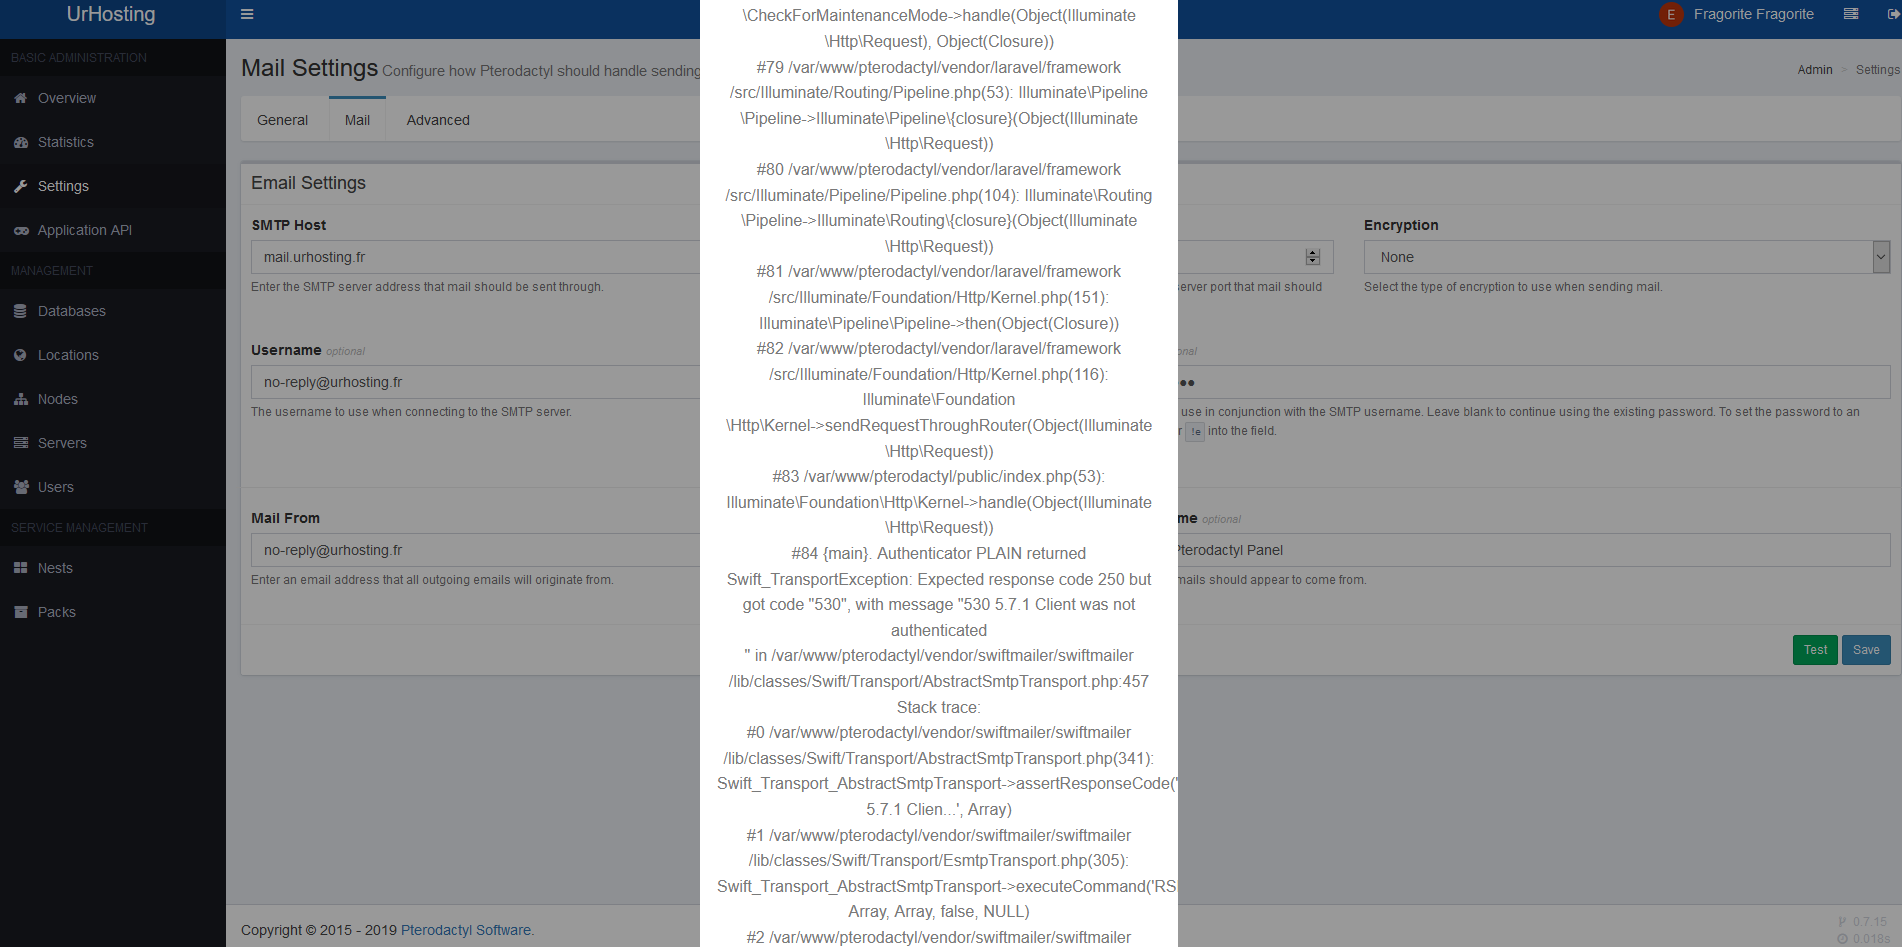 UrHosting
E Fragorite Fragorite
BASIC ADMINISTRATION
Overview
Statistics
Settings
Application API
MANAGEMENT
Databases
Locations
Nodes
Servers
Users
SERVICE MANAGEMENT
Nests
Packs
Mail Settings Configure how Pterodactyl should handle sending
Admin > Settings
General
Mail
Advanced
Email Settings
SMTP Host
mail.urhosting.fr
Enter the SMTP server address that mail should be sent through.
erver port that mail should
Encryption
None
Select the type of encryption to use when sending mail.
Username optional
no-reply@urhosting.fr
The username to use when connecting to the SMTP server.
onal
●●
use in conjunction with the SMTP username. Leave blank to continue using the existing password. To set the password to an
r !e into the field.
Mail From
no-reply@urhosting.fr
Enter an email address that all outgoing emails will originate from.
me optional
Pterodactyl Panel
mails should appear to come from.
Test
Save
\CheckForMaintenanceMode->handle(Object(Illuminate
\Http\Request), Object(Closure))
#79 /var/www/pterodactyl/vendor/laravel/framework
/src/Illuminate/Routing/Pipeline.php(53): Illuminate\Pipeline
\Pipeline->Illuminate\Pipeline\{closure}(Object(Illuminate
\Http\Request))
#80 /var/www/pterodactyl/vendor/laravel/framework
/src/Illuminate/Pipeline/Pipeline.php(104): Illuminate\Routing
\Pipeline->Illuminate\Routing\{closure}(Object(Illuminate
\Http\Request))
#81 /var/www/pterodactyl/vendor/laravel/framework
/src/Illuminate/Foundation/Http/Kernel.php(151):
Illuminate\Pipeline\Pipeline->then(Object(Closure))
#82 /var/www/pterodactyl/vendor/laravel/framework
/src/Illuminate/Foundation/Http/Kernel.php(116):
Illuminate\Foundation
\Http\Kernel->sendRequestThroughRouter(Object(Illuminate
\Http\Request))
#83 /var/www/pterodactyl/public/index.php(53):
Illuminate\Foundation\Http\Kernel->handle(Object(Illuminate
\Http\Request))
#84 {main}. Authenticator PLAIN returned
Swift_TransportException: Expected response code 250 but
got code "530", with message "530 5.7.1 Client was not
authenticated
" in /var/www/pterodactyl/vendor/swiftmailer/swiftmailer
/lib/classes/Swift/Transport/AbstractSmtpTransport.php:457
Stack trace:
#0 /var/www/pterodactyl/vendor/swiftmailer/swiftmailer
/lib/classes/Swift/Transport/AbstractSmtpTransport.php(341):
Swift_Transport_AbstractSmtpTransport->assertResponseCode('
5.7.1 Clien...', Array)
#1 /var/www/pterodactyl/vendor/swiftmailer/swiftmailer
/lib/classes/Swift/Transport/EsmtpTransport.php(305):
Swift_Transport_AbstractSmtpTransport->executeCommand('RS
Array, Array, false, NULL)
#2 /var/www/pterodactyl/vendor/swiftmailer/swiftmailer
Copyright © 2015 - 2019 Pterodactyl Software.
0.7.15
0.018s